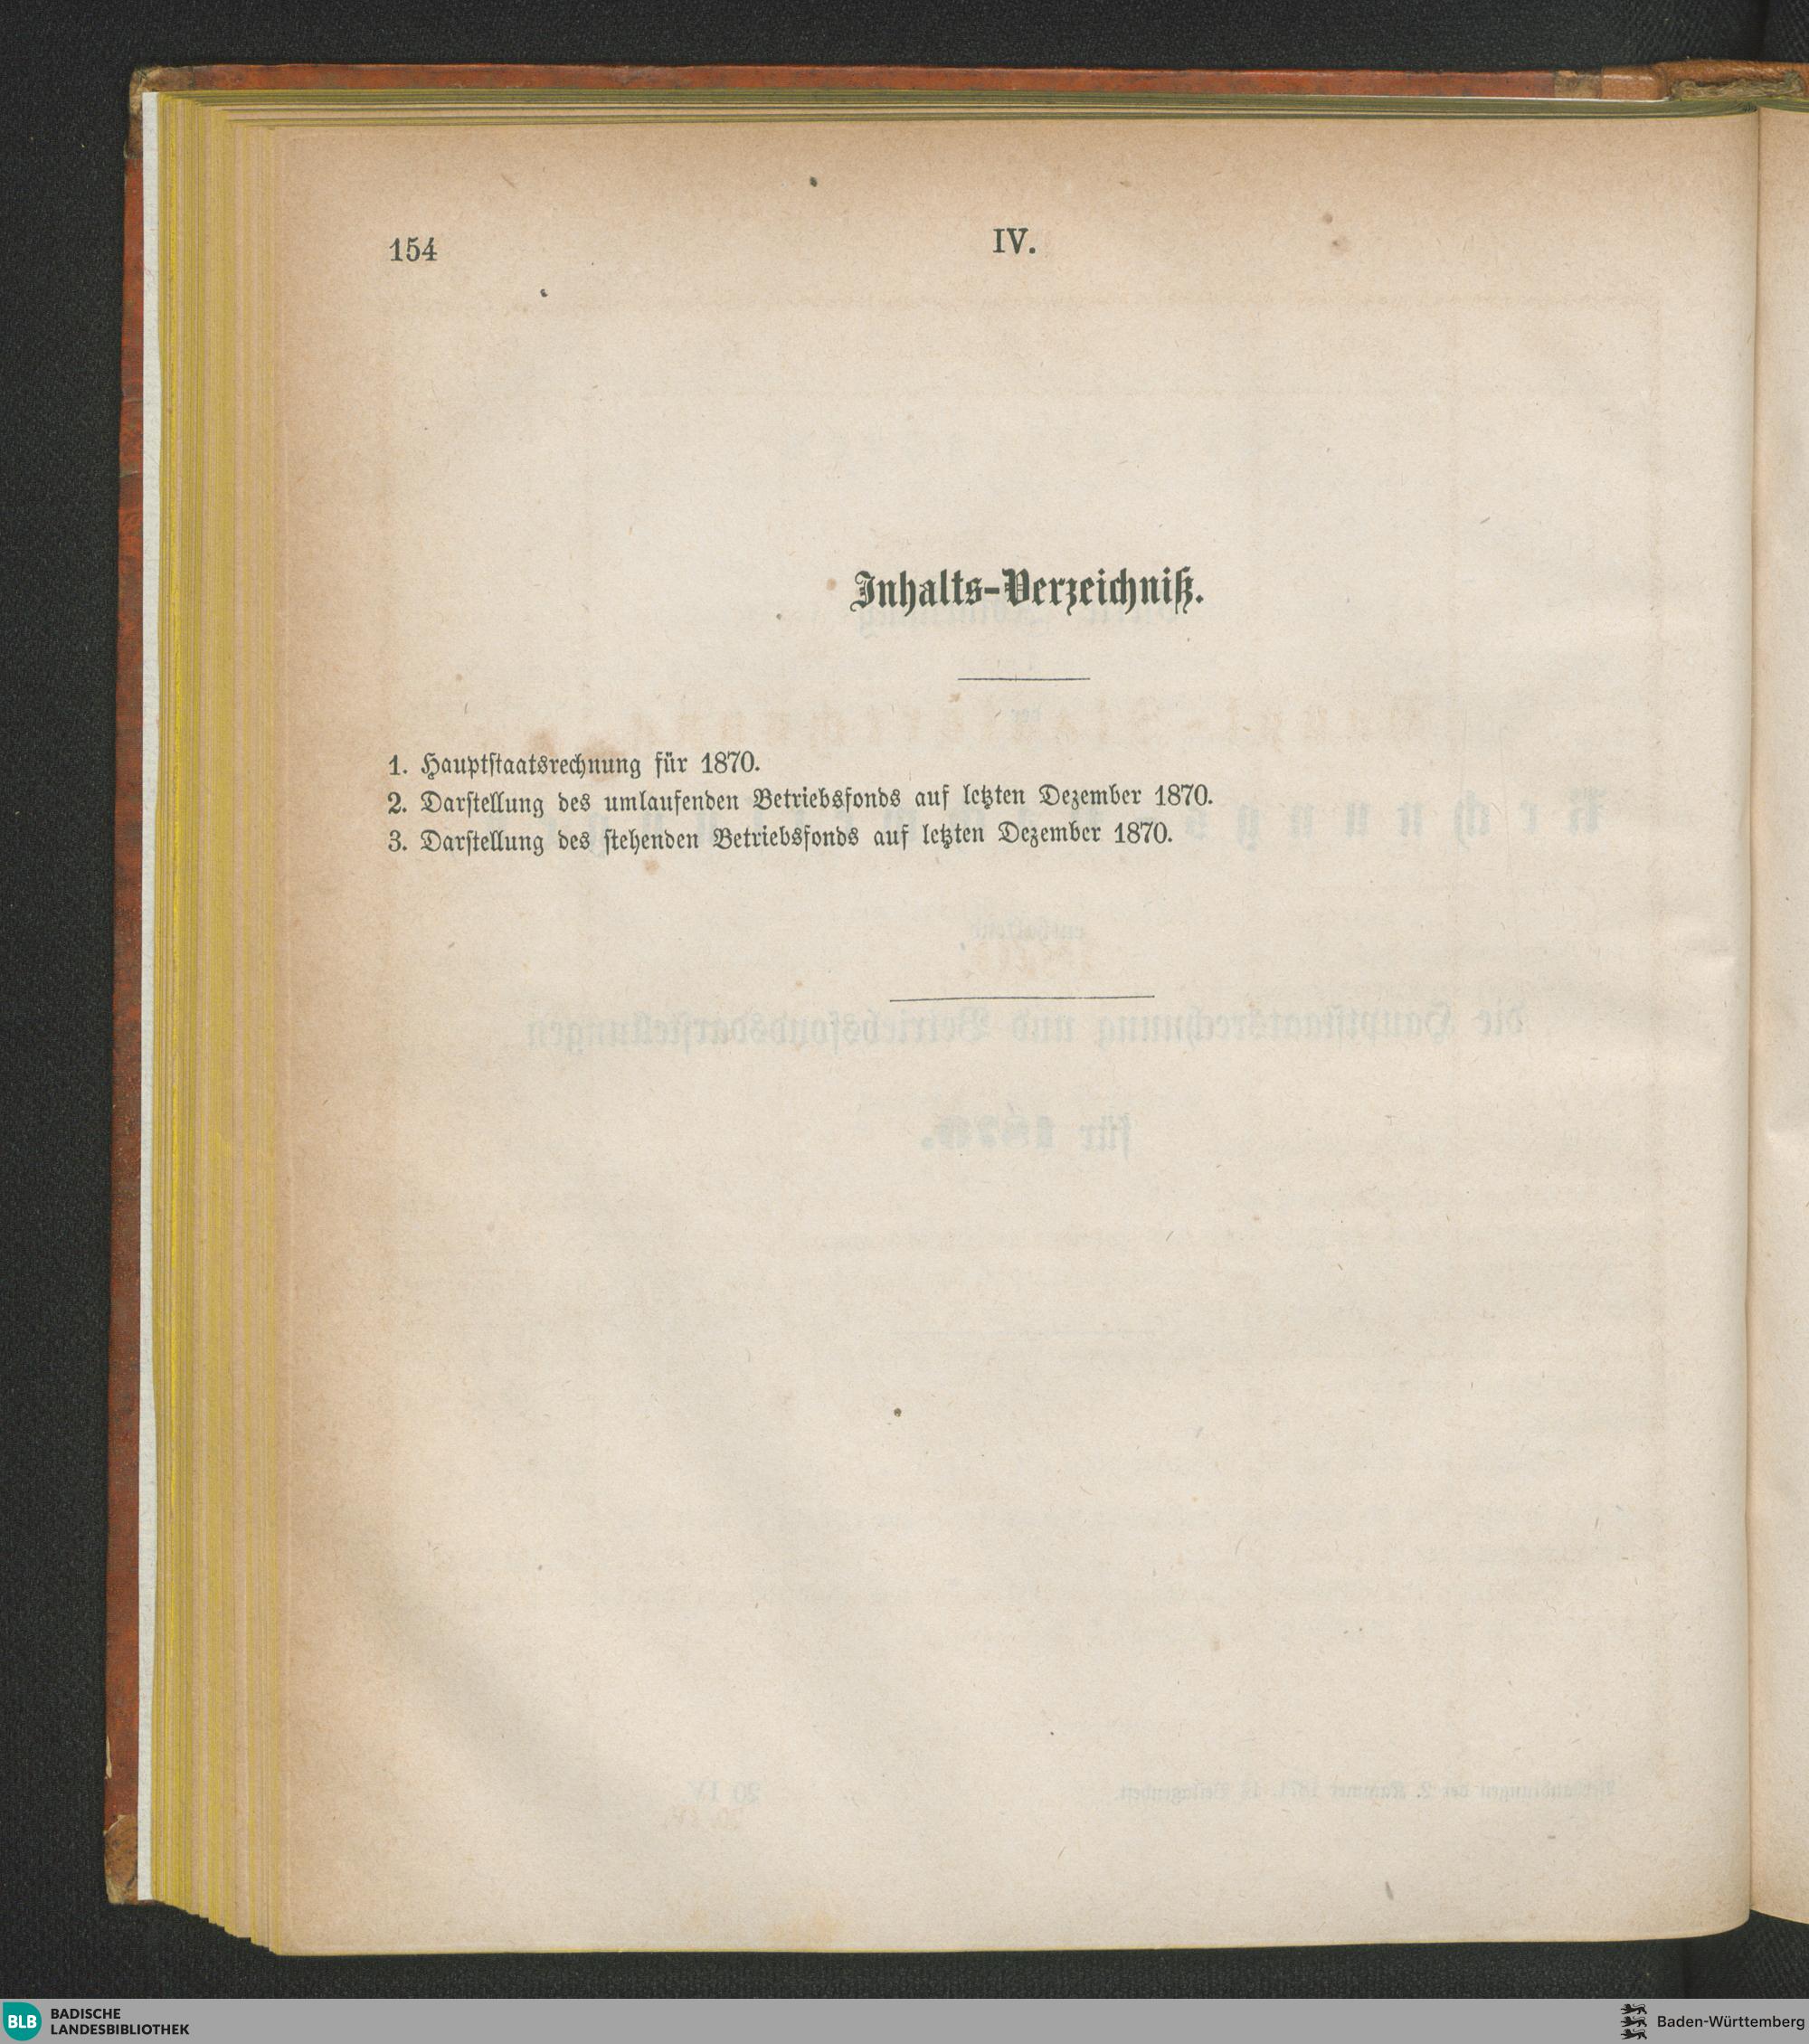 154
IV.
Inhalts-Verzeichniß.
1. Hauptstaatsrechnung für 1870.
2. Darstellung des umlaufenden Betriebsfonds auf letzten Dezember 1870.
3. Darstellung des stehenden Betriebsfonds auf letzten Dezember 1870.
BLB
BADISCHE
LANDESBIBLIOTHEK
Baden-Württemberg